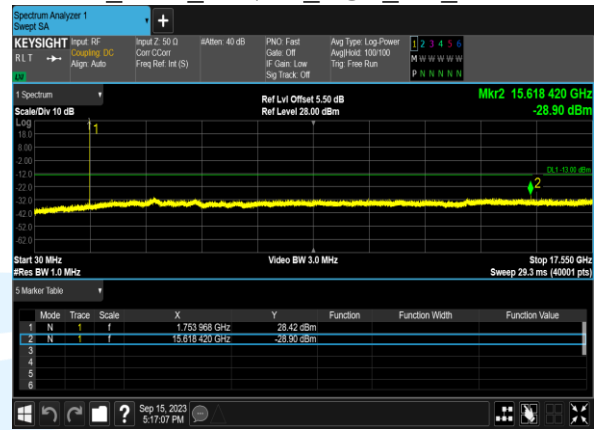 Spectrum Analyzer 1
Swept SA
KEYSIGHT Input: RF Input Z: 50 Ω #Atten: 40 dB PNO: Fast Avg Type: Log-Power 1 2 3 4 5 6
RLT Coupling: DC Corr CCorr Gate: Off Avg|Hold: 100/100 M W W W W W
Align: Auto Freq Ref: Int (S) IF Gain: Low Trig: Free Run
Sig Track: Off P N N N N N
LV
1 Spectrum Ref Lvl Offset 5.50 dB Mkr2 15.618 420 GHz
Scale/Div 10 dB Ref Level 28.00 dBm -28.90 dBm
Log
1
18.0
8.00
-2.00
DL1 -13.00 dBm
-12.0
2
-22.0
-32.0
-42.0
-52.0
-62.0
Start 30 MHz Video BW 3.0 MHz Stop 17.550 GHz
#Res BW 1.0 MHz Sweep 29.3 ms (40001 pts)
5 Marker Table
Mode Trace Scale X Y Function Function Width Function Value
1 N 1 f 1.753 968 GHz 28.42 dBm
2 N 1 f 15.618 420 GHz -28.90 dBm
3
4
5
6
? Sep 15, 2023
5:17:07 PM